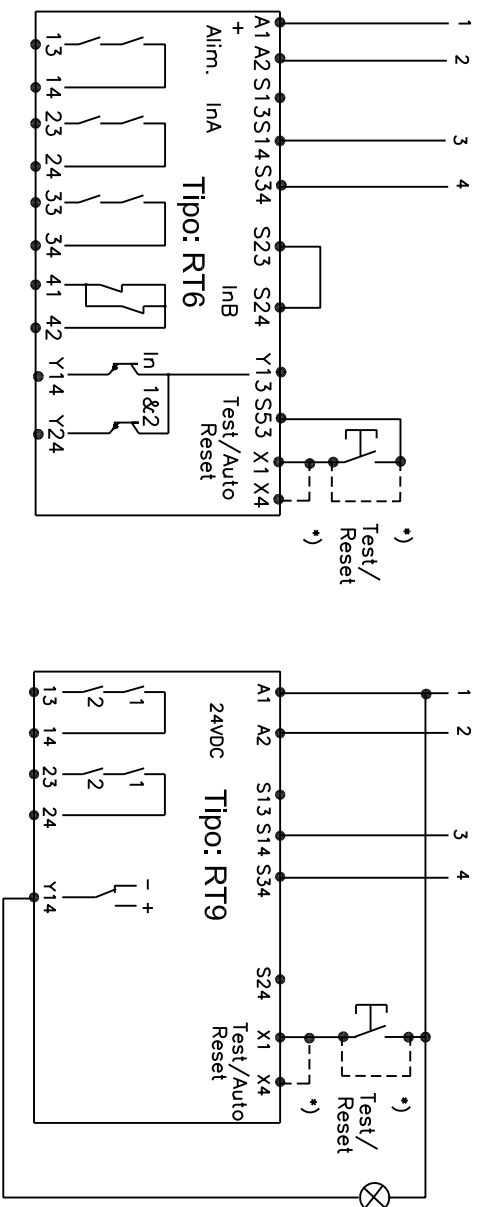 1
2
3
4
A1
A2
S13
S14
S34
S23
S24
Y13
S53
X1
X4
+
Alim.
InA
InB
Test/Auto
Reset
Tipo: RT6
In
1&2
13
14
23
24
33
34
41
42
Y14
Y24
*)
Test/
Reset
*)
1
2
3
4
A1
A2
S13
S14
S34
S24
X1
X4
24VDC
Test/Auto
Reset
Tipo: RT9
1
2
1
2
-
+
13
14
23
24
Y14
*)
Test/
Reset
*)